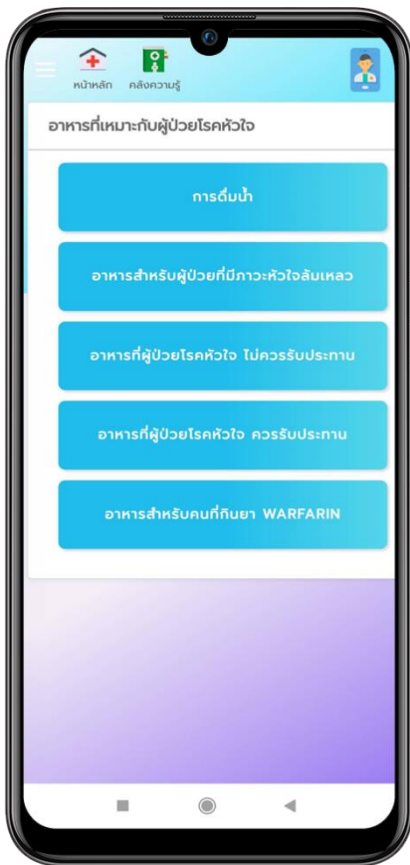 หน้าหลัก คลังความรู้
อาหารที่เหมาะกับผู้ป่วยโรคหัวใจ
การดื่มน้ำ
อาหารสำหรับผู้ป่วยที่มีภาวะหัวใจล้มเหลว
อาหารที่ผู้ป่วยโรคหัวใจ ไม่ควรรับประทาน
อาหารที่ผู้ป่วยโรคหัวใจ ควรรับประทาน
อาหารสำหรับคนที่กินยา WARFARIN